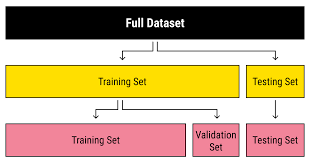 Full Dataset
Training Set
Testing Set
Training Set
Validation
Set
Testing Set